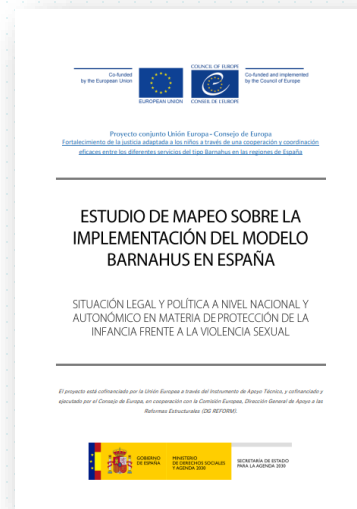 Co-funded
by the European Union
EUROPEAN UNION
COUNCIL OF EUROPE
CONSEIL DE L'EUROPE
Co-funded and implemented
by the Council of Europe
Proyecto conjunto Unión Europa - Consejo de Europa
Fortalecimiento de la justicia adaptada a los niños a través de una cooperación y coordinación
eficaces entre los diferentes servicios del tipo Barnahus en las regiones de España
ESTUDIO DE MAPEO SOBRE LA
IMPLEMENTACIÓN DEL MODELO
BARNAHUS EN ESPAÑA
SITUACIÓN LEGAL Y POLÍTICA A NIVEL NACIONAL Y
AUTONÓMICO EN MATERIA DE PROTECCIÓN DE LA
INFANCIA FRENTE A LA VIOLENCIA SEXUAL
El proyecto está cofinanciado por la Unión Europea a través del Instrumento de Apoyo Técnico, y cofinanciado y
ejecutado por el Consejo de Europa, en cooperación con la Comisión Europea, Dirección General de Apoyo a las
Reformas Estructurales (DG REFORM).
GOBIERNO
DE ESPAÑA
MINISTERIO
DE DERECHOS SOCIALES
Y AGENDA 2030
SECRETARÍA DE ESTADO
PARA LA AGENDA 2030